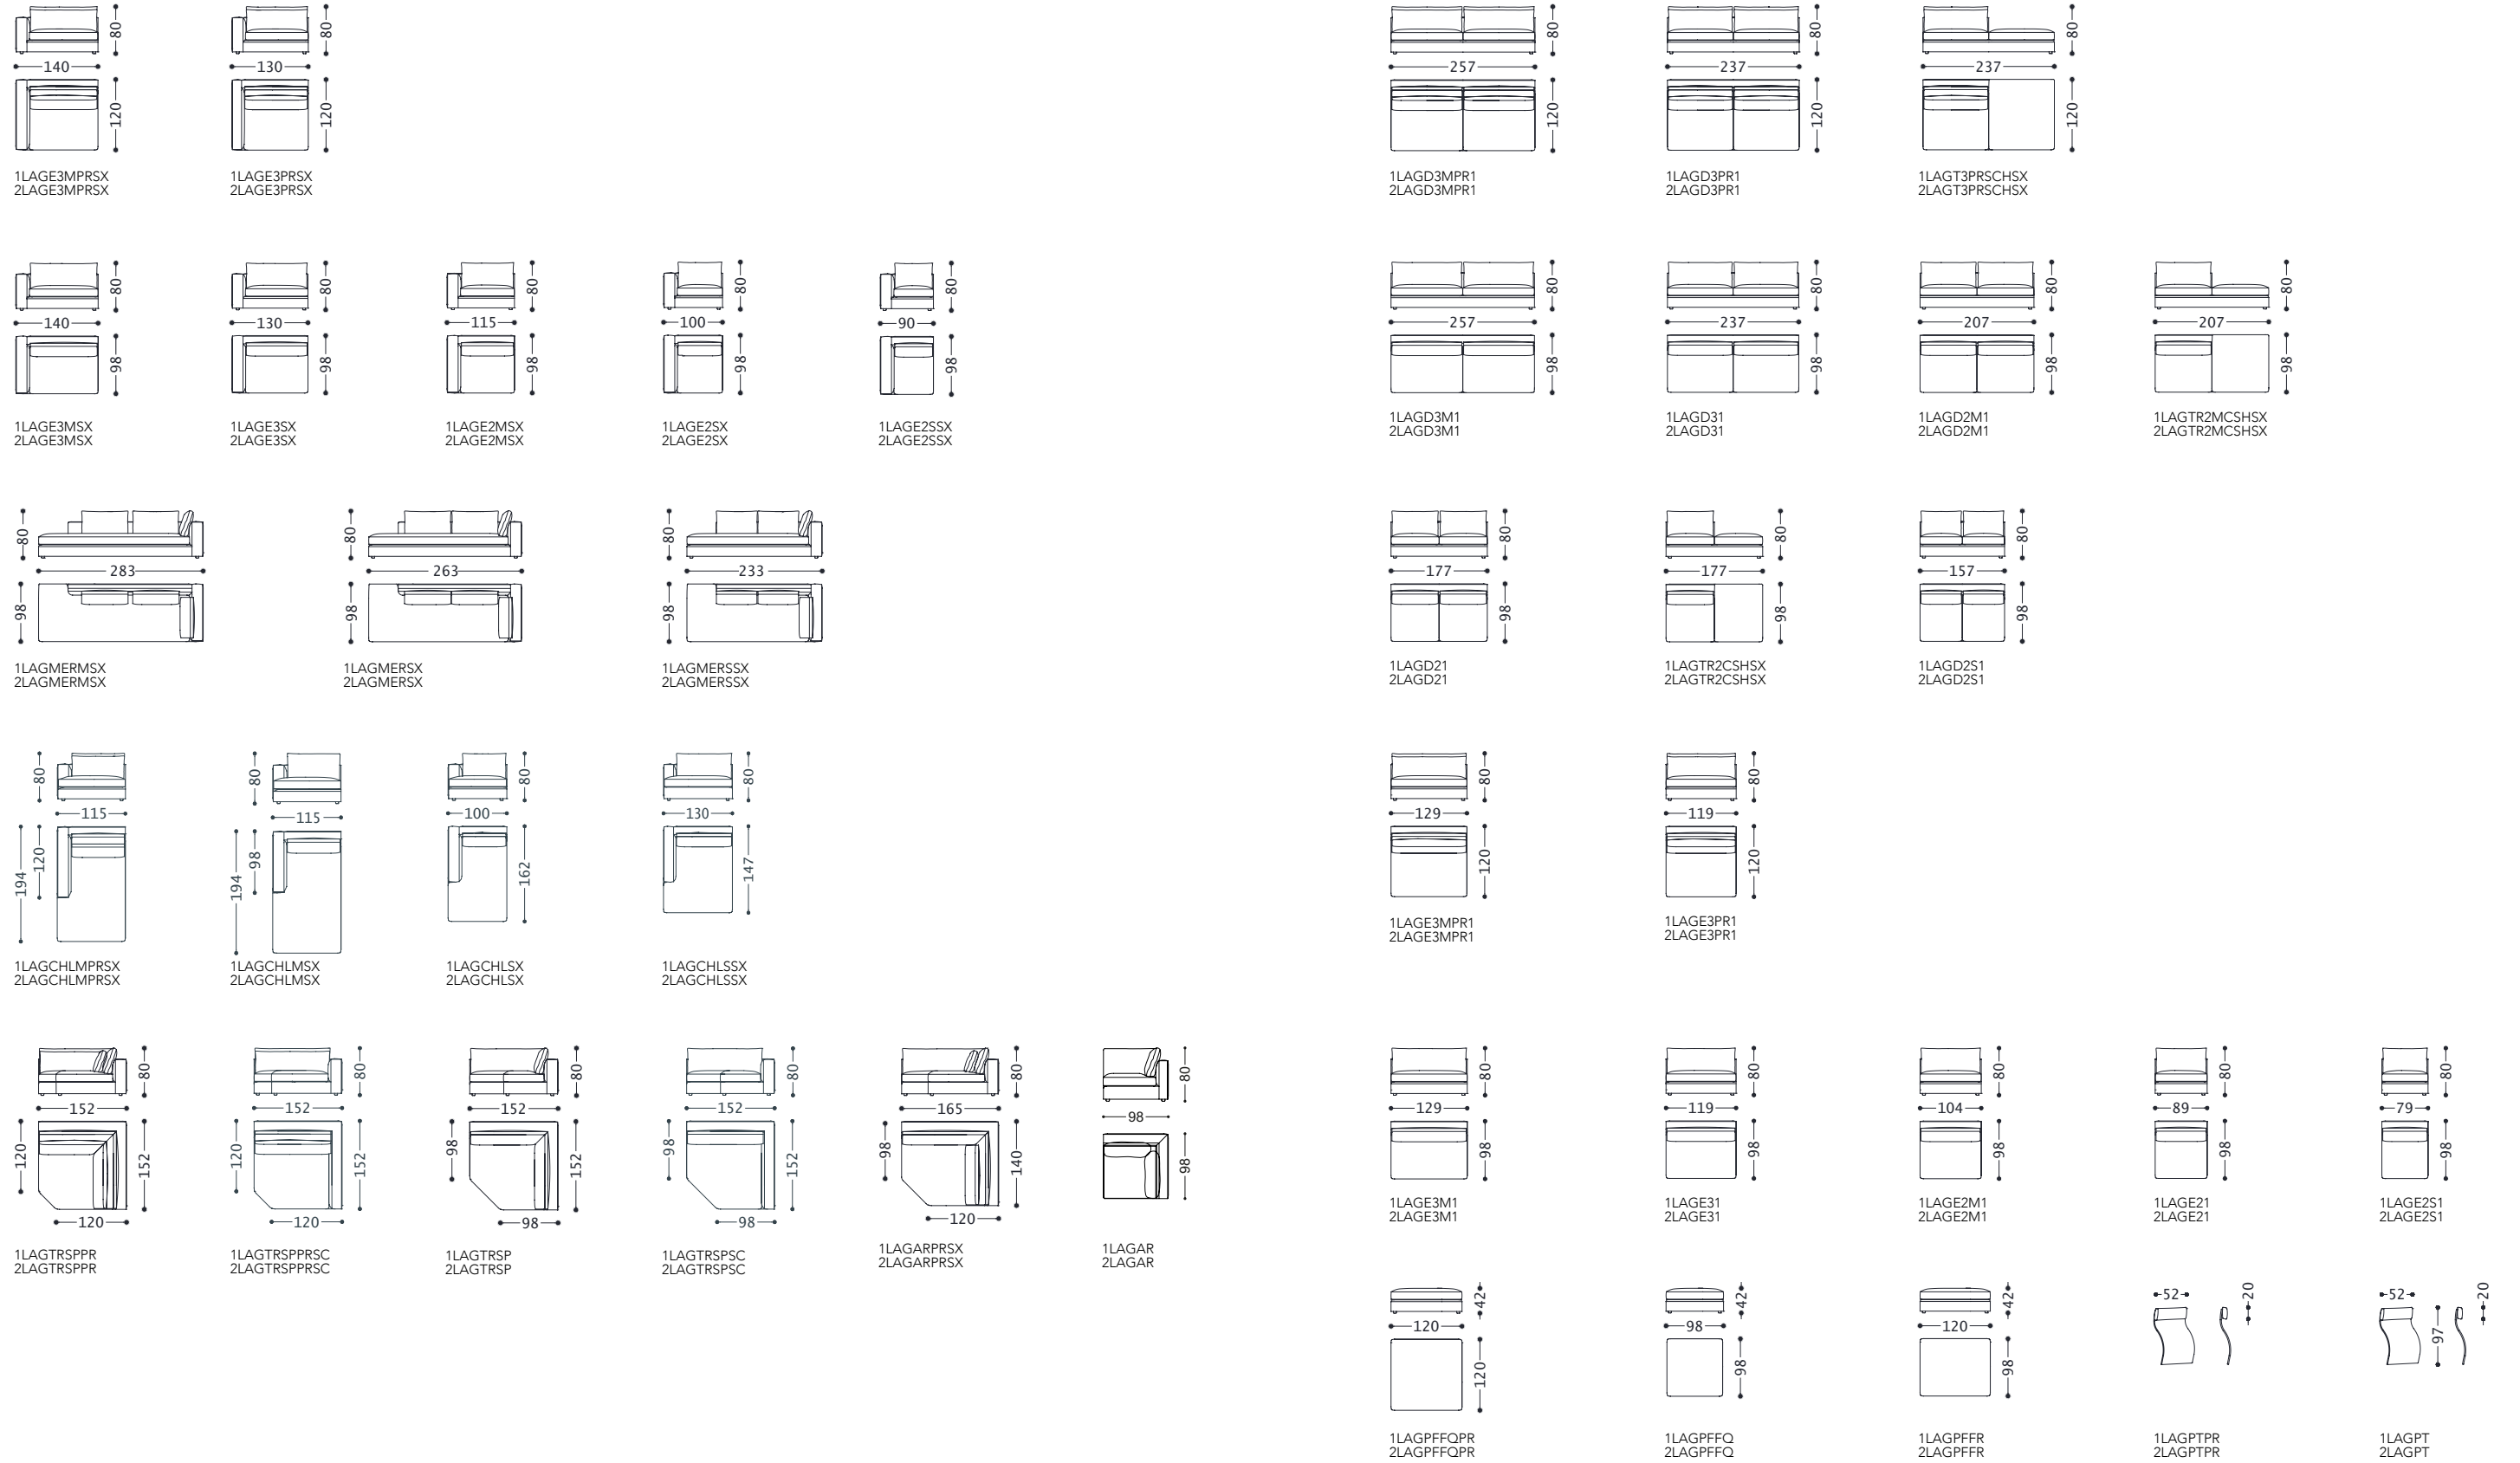 80
140
120
1LAGE3MPRSX
2LAGE3MPRSX
80
130
120
1LAGE3PRSX
2LAGE3PRSX
80
257
120
1LAGD3MPR1
2LAGD3MPR1
80
237
120
1LAGD3PR1
2LAGD3PR1
80
237
120
1LAGT3PRSCHSX
2LAGT3PRSCHSX
80
140
98
1LAGE3MSX
2LAGE3MSX
80
130
98
1LAGE3SX
2LAGE3SX
80
115
98
1LAGE2MSX
2LAGE2MSX
80
100
98
1LAGE2SX
2LAGE2SX
80
90
98
1LAGE2SSX
2LAGE2SSX
80
257
98
1LAGD3M1
2LAGD3M1
80
237
98
1LAGD31
2LAGD31
80
207
98
1LAGD2M1
2LAGD2M1
80
207
98
1LAGTR2MCSHSX
2LAGTR2MCSHSX
80
283
98
1LAGMERMSX
2LAGMERMSX
80
263
98
1LAGMERSX
2LAGMERSX
80
233
98
1LAGMERSSX
2LAGMERSSX
80
177
98
1LAGD21
2LAGD21
80
177
98
1LAGTR2CSHSX
2LAGTR2CSHSX
80
157
98
1LAGD2S1
2LAGD2S1
80
115
120
194
1LAGCHLMPRSX
2LAGCHLMPRSX
80
115
98
194
1LAGCHLMSX
2LAGCHLMSX
80
100
162
1LAGCHLSX
2LAGCHLSX
80
130
147
1LAGCHLSSX
2LAGCHLSSX
80
129
120
1LAGE3MPR1
2LAGE3MPR1
80
119
120
1LAGE3PR1
2LAGE3PR1
80
152
120
152
120
1LAGTRSPPR
2LAGTRSPPR
80
152
120
152
120
1LAGTRSPPRSC
2LAGTRSPPRSC
80
152
98
152
98
1LAGTRSP
2LAGTRSP
80
152
98
152
98
1LAGTRSPSC
2LAGTRSPSC
80
165
98
140
120
1LAGARPRSX
2LAGARPRSX
80
98
98
1LAGAR
2LAGAR
80
129
98
1LAGE3M1
2LAGE3M1
80
119
98
1LAGE31
2LAGE31
80
104
98
1LAGE2M1
2LAGE2M1
80
89
98
1LAGE21
2LAGE21
80
79
98
1LAGE2S1
2LAGE2S1
42
120
120
1LAGPFFQPR
2LAGPFFQPR
42
98
98
1LAGPFFQ
2LAGPFFQ
42
120
98
1LAGPFFR
2LAGPFFR
52
20
1LAGPTPR
2LAGPTPR
52
20
97
1LAGPT
2LAGPT